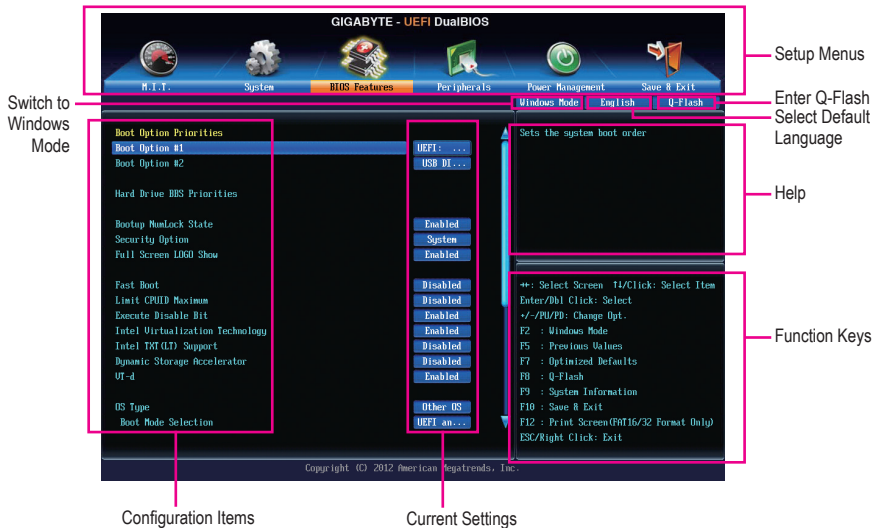 GIGABYTE - UEFI DualBIOS
M.I.T. System BIOS Features Peripherals Power Management Save & Exit
Setup Menus
Windows Mode English Q-Flash
Switch to
Windows
Mode
Enter Q-Flash
Select Default
Language
Boot Option Priorities
Boot Option #1 UEFI: ...
Boot Option #2 USB DI...
Hard Drive BBS Priorities
Bootup NumLock State Enabled
Security Option System
Full Screen LOGO Show Enabled
Fast Boot Disabled
Limit CPUID Maximum Disabled
Execute Disable Bit Enabled
Intel Virtualization Technology Enabled
Intel TXT(LT) Support Disabled
Dynamic Storage Accelerator Disabled
VT-d Enabled
OS Type Other OS
Boot Mode Selection UEFI an...
Sets the system boot order
Help
→←: Select Screen ↑↓/Click: Select Item
Enter/Dbl Click: Select
+/-/PU/PD: Change Opt.
F2 : Windows Mode
F5 : Previous Values
F7 : Optimized Defaults
F8 : Q-Flash
F9 : System Information
F10 : Save & Exit
F12 : Print Screen(FAT16/32 Format Only)
ESC/Right Click: Exit
Function Keys
Copyright (C) 2012 American Megatrends, Inc.
Configuration Items
Current Settings